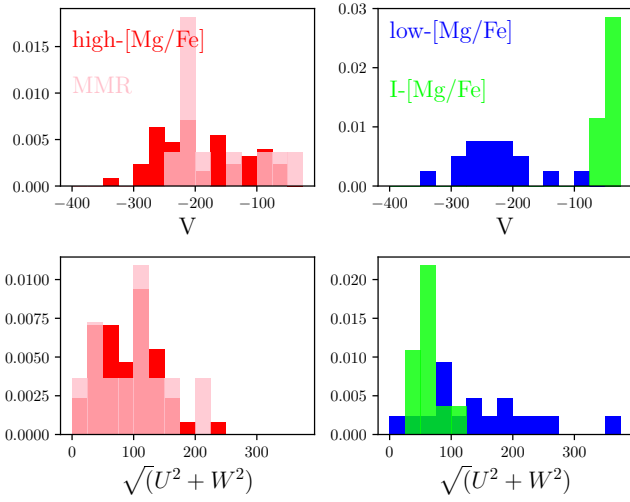 0.015
0.010
0.005
0.000
high-[Mg/Fe]
MMR
−400 −300 −200 −100
V
0.03
0.02
0.01
0.00
low-[Mg/Fe]
I-[Mg/Fe]
−400 −300 −200 −100
V
0.0100
0.0075
0.0050
0.0025
0.0000
0 100 200 300
√(U² + W²)
0.020
0.015
0.010
0.005
0.000
0 100 200 300
√(U² + W²)